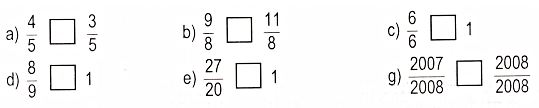 a) 4/5 □ 3/5 b) 9/8 □ 11/8 c) 6/6 □ 1
d) 8/9 □ 1 e) 27/20 □ 1 g) 2007/2008 □ 2008/2008